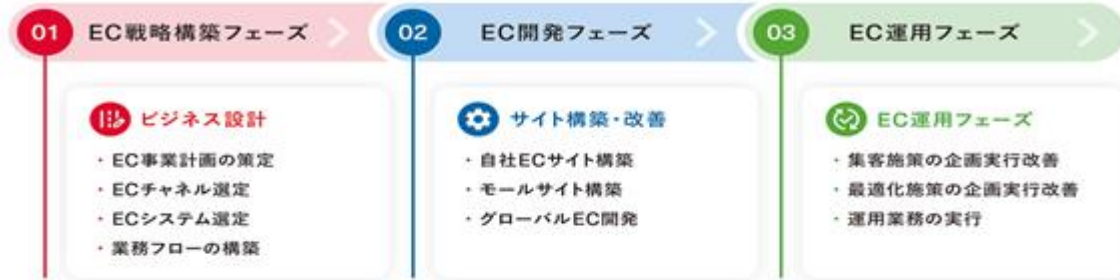 01 EC戦略構築フェーズ
ビジネス設計
・EC事業計画の策定
・ECチャネル選定
・ECシステム選定
・業務フローの構築
02 EC開発フェーズ
サイト構築・改善
・自社ECサイト構築
・モールサイト構築
・グローバルEC開発
03 EC運用フェーズ
EC運用フェーズ
・集客施策の企画実行改善
・最適化施策の企画実行改善
・運用業務の実行